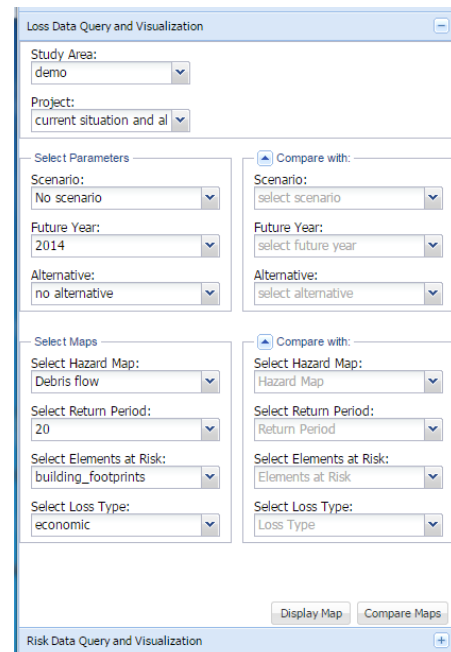 Loss Data Query and Visualization
Study Area:
demo
Project:
current situation and al
Select Parameters
Scenario:
No scenario
Future Year:
2014
Alternative:
no alternative
Compare with:
Scenario:
select scenario
Future Year:
select future year
Alternative:
select alternative
Select Maps
Select Hazard Map:
Debris flow
Select Return Period:
20
Select Elements at Risk:
building_footprints
Select Loss Type:
economic
Compare with:
Select Hazard Map:
Hazard Map
Select Return Period:
Return Period
Select Elements at Risk:
Elements at Risk
Select Loss Type:
Loss Type
Display Map
Compare Maps
Risk Data Query and Visualization